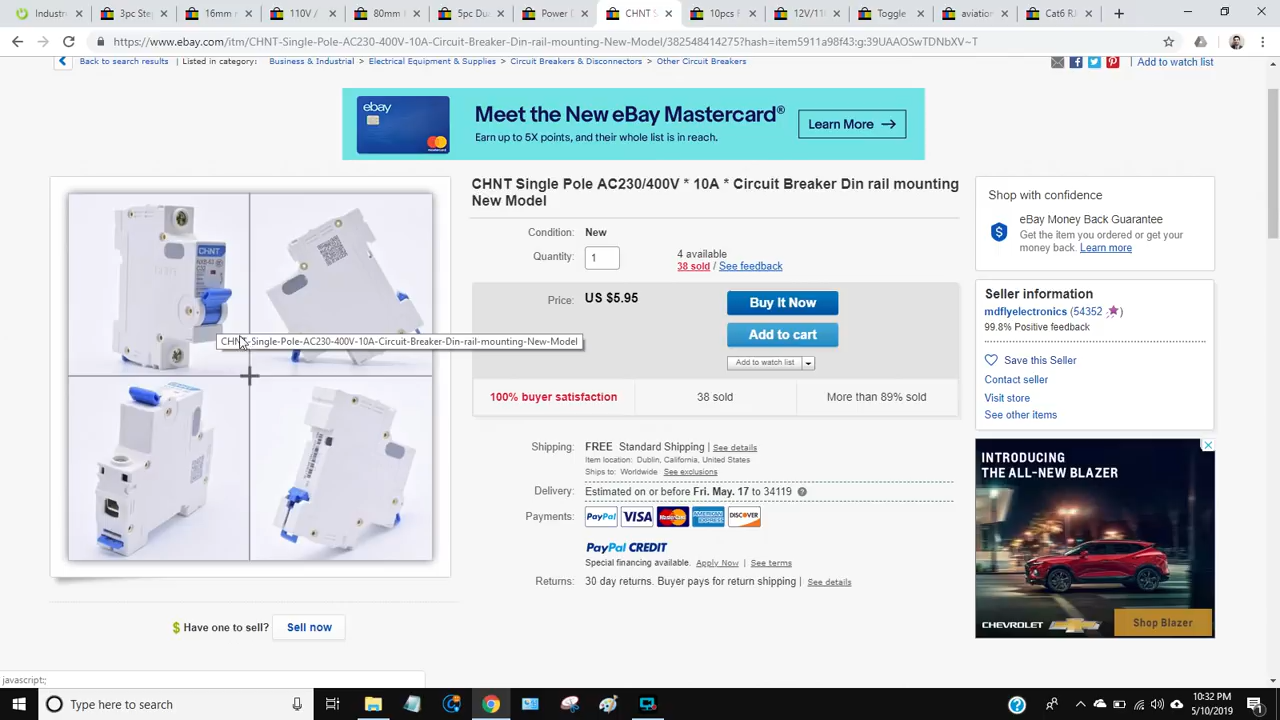 Industr
3pc Ste
16mm
110V /
80mm
5pc Du
Power
CHNT S
10pcs f
12V/11
Toggle
aviation
Cat6 RJ
https://www.ebay.com/itm/CHNT-Single-Pole-AC230-400V-10A-Circuit-Breaker-Din-rail-mounting-New-Model/382548414275?hash=item5911a98f43:g:39UAAOSwTDNbXV~T
Back to search results | Listed in category: Business & Industrial > Electrical Equipment & Supplies > Circuit Breakers & Disconnectors > Other Circuit Breakers
| Add to watch list
ebay
Meet the New eBay Mastercard®
Earn up to 5X points, and their whole list is in reach.
Learn More →
CHNT Single Pole AC230/400V * 10A * Circuit Breaker Din rail mounting
New Model
Condition: New
Quantity: 1
4 available
38 sold / See feedback
Price: US $5.95
Buy It Now
Add to cart
Add to watch list
100% buyer satisfaction
38 sold
More than 89% sold
Shipping: FREE Standard Shipping | See details
Item location: Dublin, California, United States
Ships to: Worldwide See exclusions
Delivery: Estimated on or before Fri. May. 17 to 34119
Payments: PayPal VISA MasterCard AMERICAN EXPRESS DISCOVER
PayPal CREDIT
Special financing available. Apply Now | See terms
Returns: 30 day returns. Buyer pays for return shipping | See details
CHNT
CHNT-Single-Pole-AC230-400V-10A-Circuit-Breaker-Din-rail-mounting-New-Model
$ Have one to sell? Sell now
Shop with confidence
eBay Money Back Guarantee
Get the item you ordered or get your
money back. Learn more
Seller information
mdflyelectronics (54352 )
99.8% Positive feedback
Save this Seller
Contact seller
Visit store
See other items
INTRODUCING
THE ALL-NEW BLAZER
CHEVROLET
Shop Blazer
javascript:;
Type here to search
10:32 PM
5/10/2019